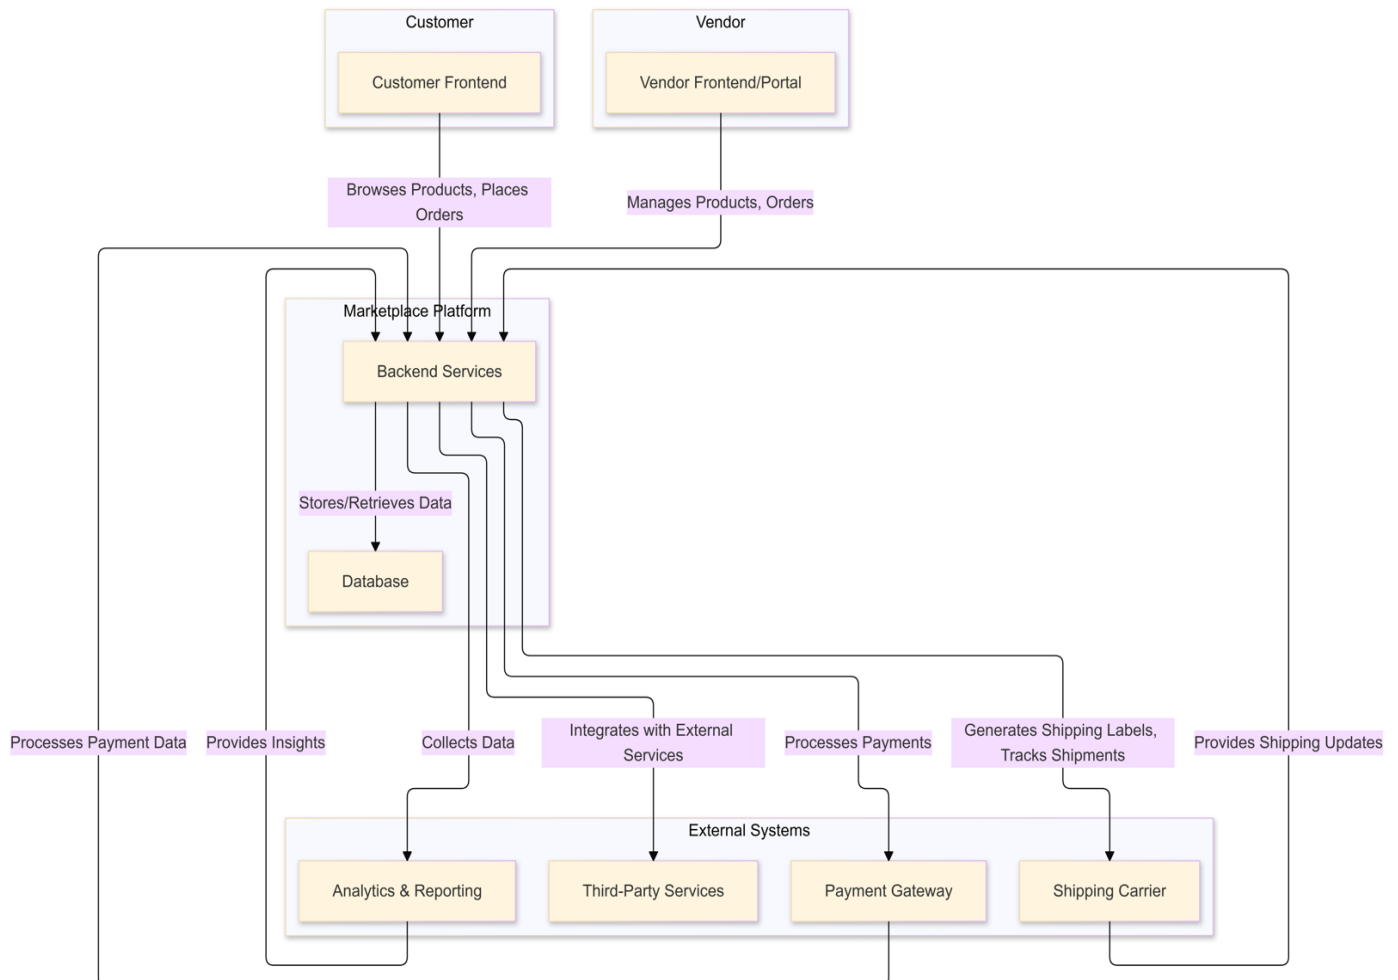 Customer
Vendor
Customer Frontend
Vendor Frontend/Portal
Browses Products, Places
Orders
Manages Products, Orders
Marketplace Platform
Backend Services
Stores/Retrieves Data
Database
Processes Payment Data
Provides Insights
Collects Data
Integrates with External
Services
Processes Payments
Generates Shipping Labels,
Tracks Shipments
Provides Shipping Updates
External Systems
Analytics & Reporting
Third-Party Services
Payment Gateway
Shipping Carrier